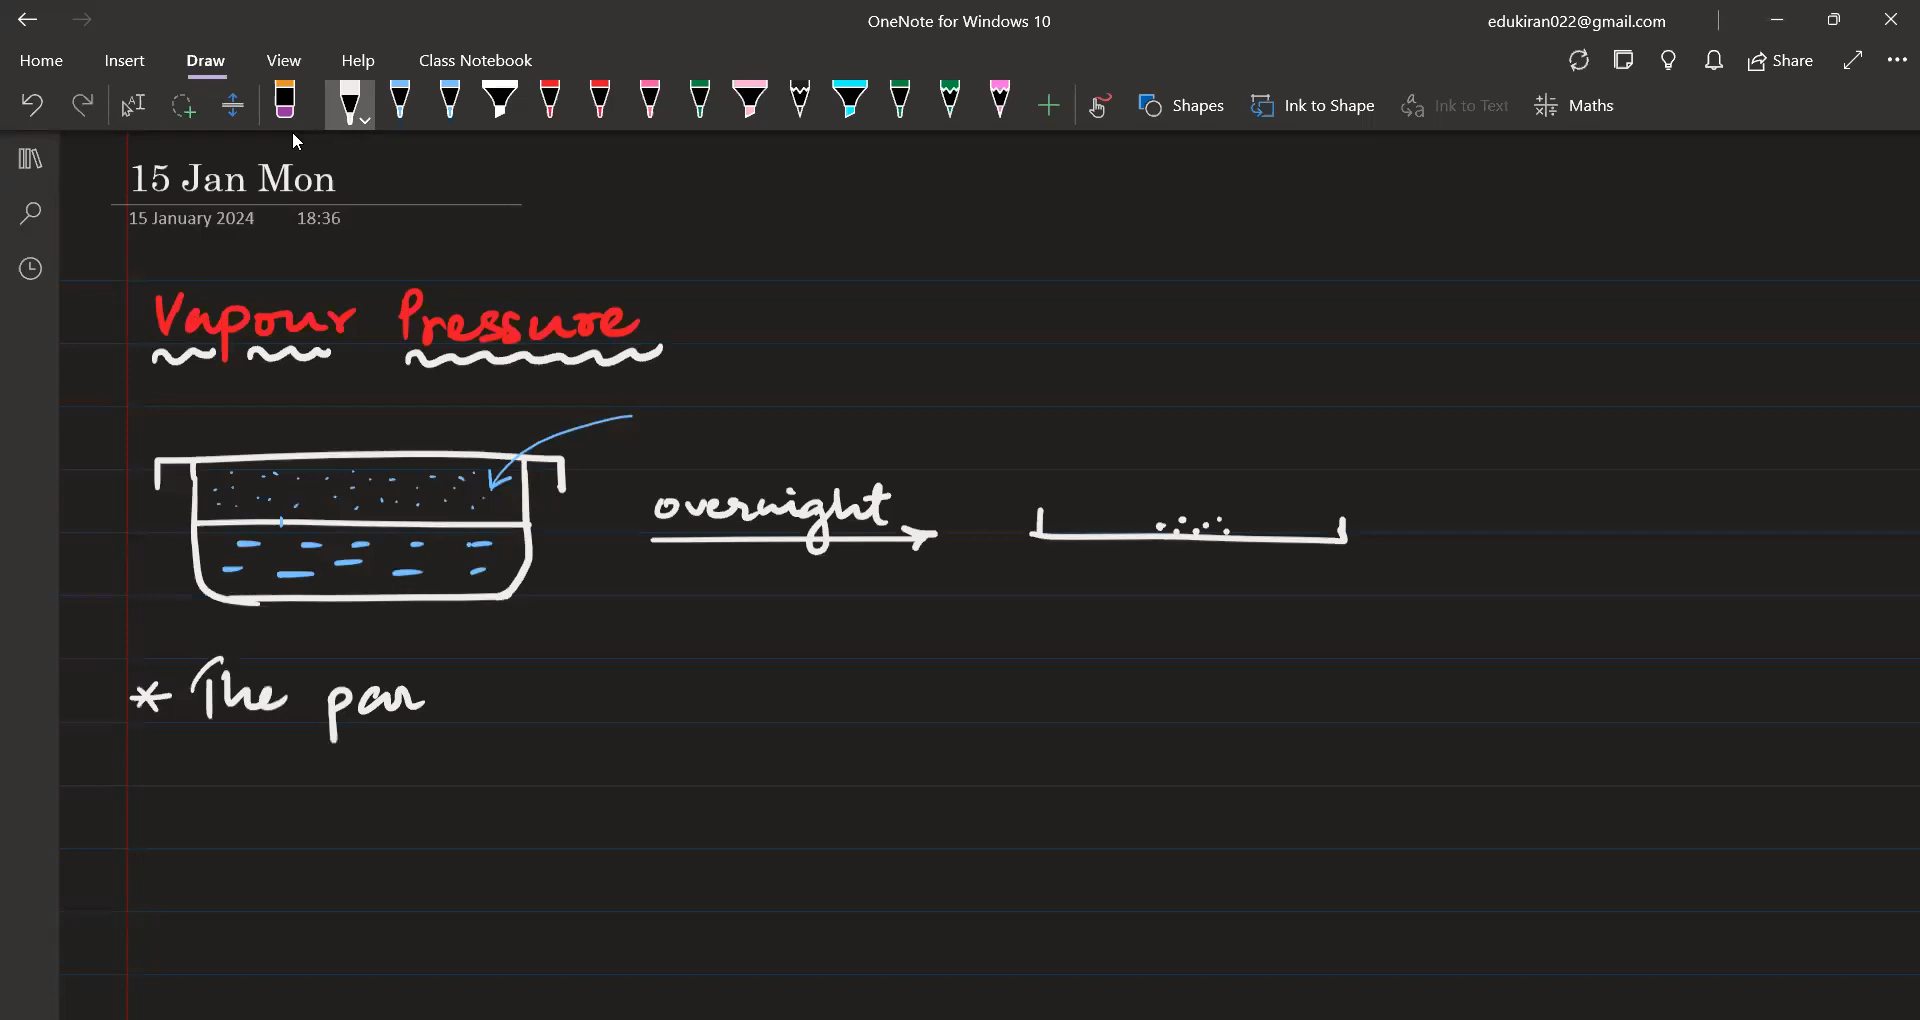 OneNote for Windows 10
edukiran022@gmail.com
Home Insert Draw View Help Class Notebook
Share
Shapes Ink to Shape Ink to Text Maths
15 Jan Mon
15 January 2024 18:36
Vapour Pressure
overnight
* The par